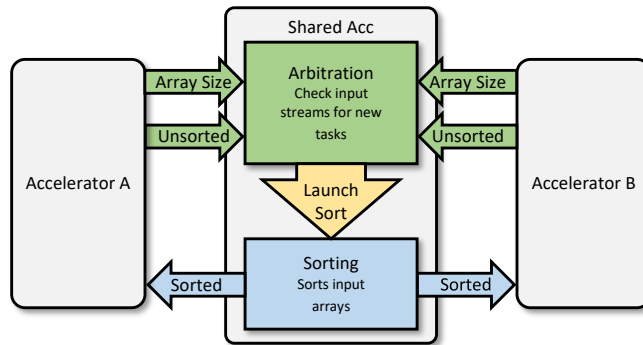 Shared Acc
Arbitration
Check input
streams for new
tasks
Array Size
Array Size
Unsorted
Unsorted
Accelerator A
Accelerator B
Launch
Sort
Sorting
Sorts input
arrays
Sorted
Sorted